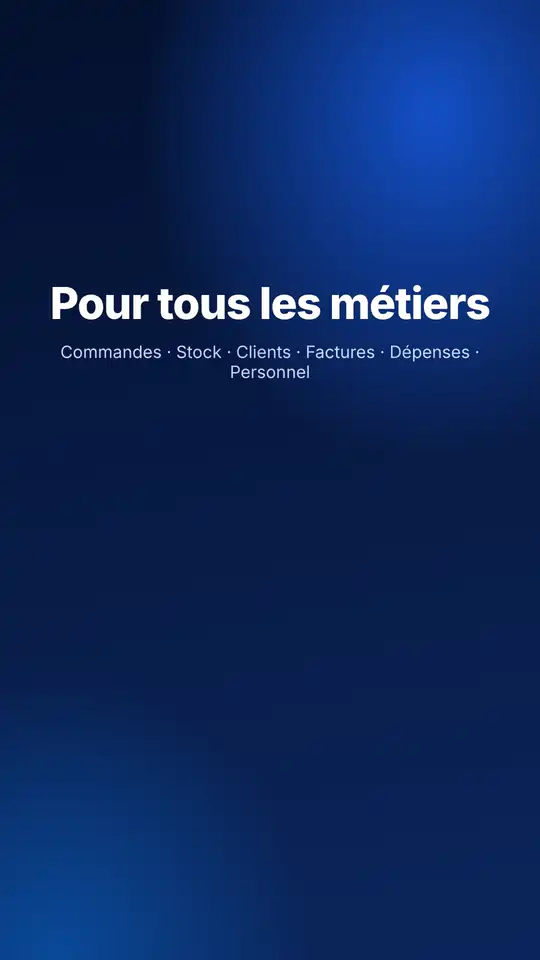 Pour tous les métiers
Commandes · Stock · Clients · Factures · Dépenses ·
Personnel